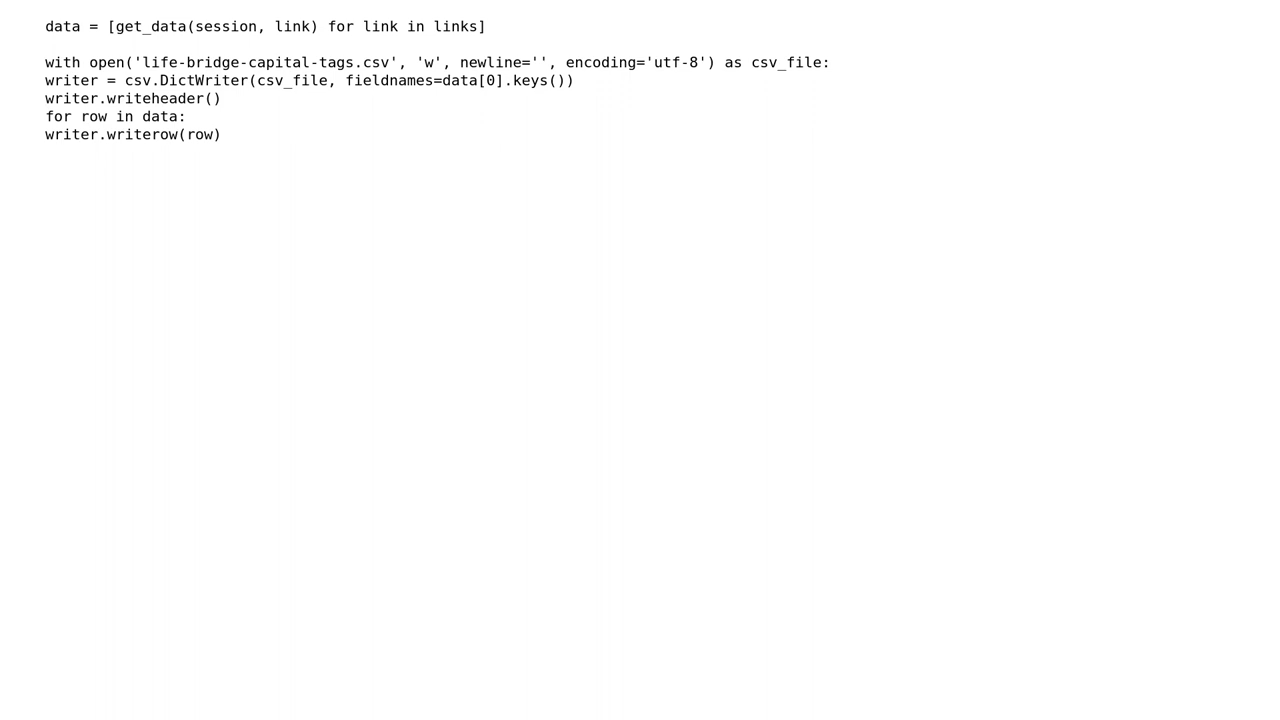 data = [get_data(session, link) for link in links]

with open('life-bridge-capital-tags.csv', 'w', newline='', encoding='utf-8') as csv_file:
writer = csv.DictWriter(csv_file, fieldnames=data[0].keys())
writer.writeheader()
for row in data:
writer.writerow(row)